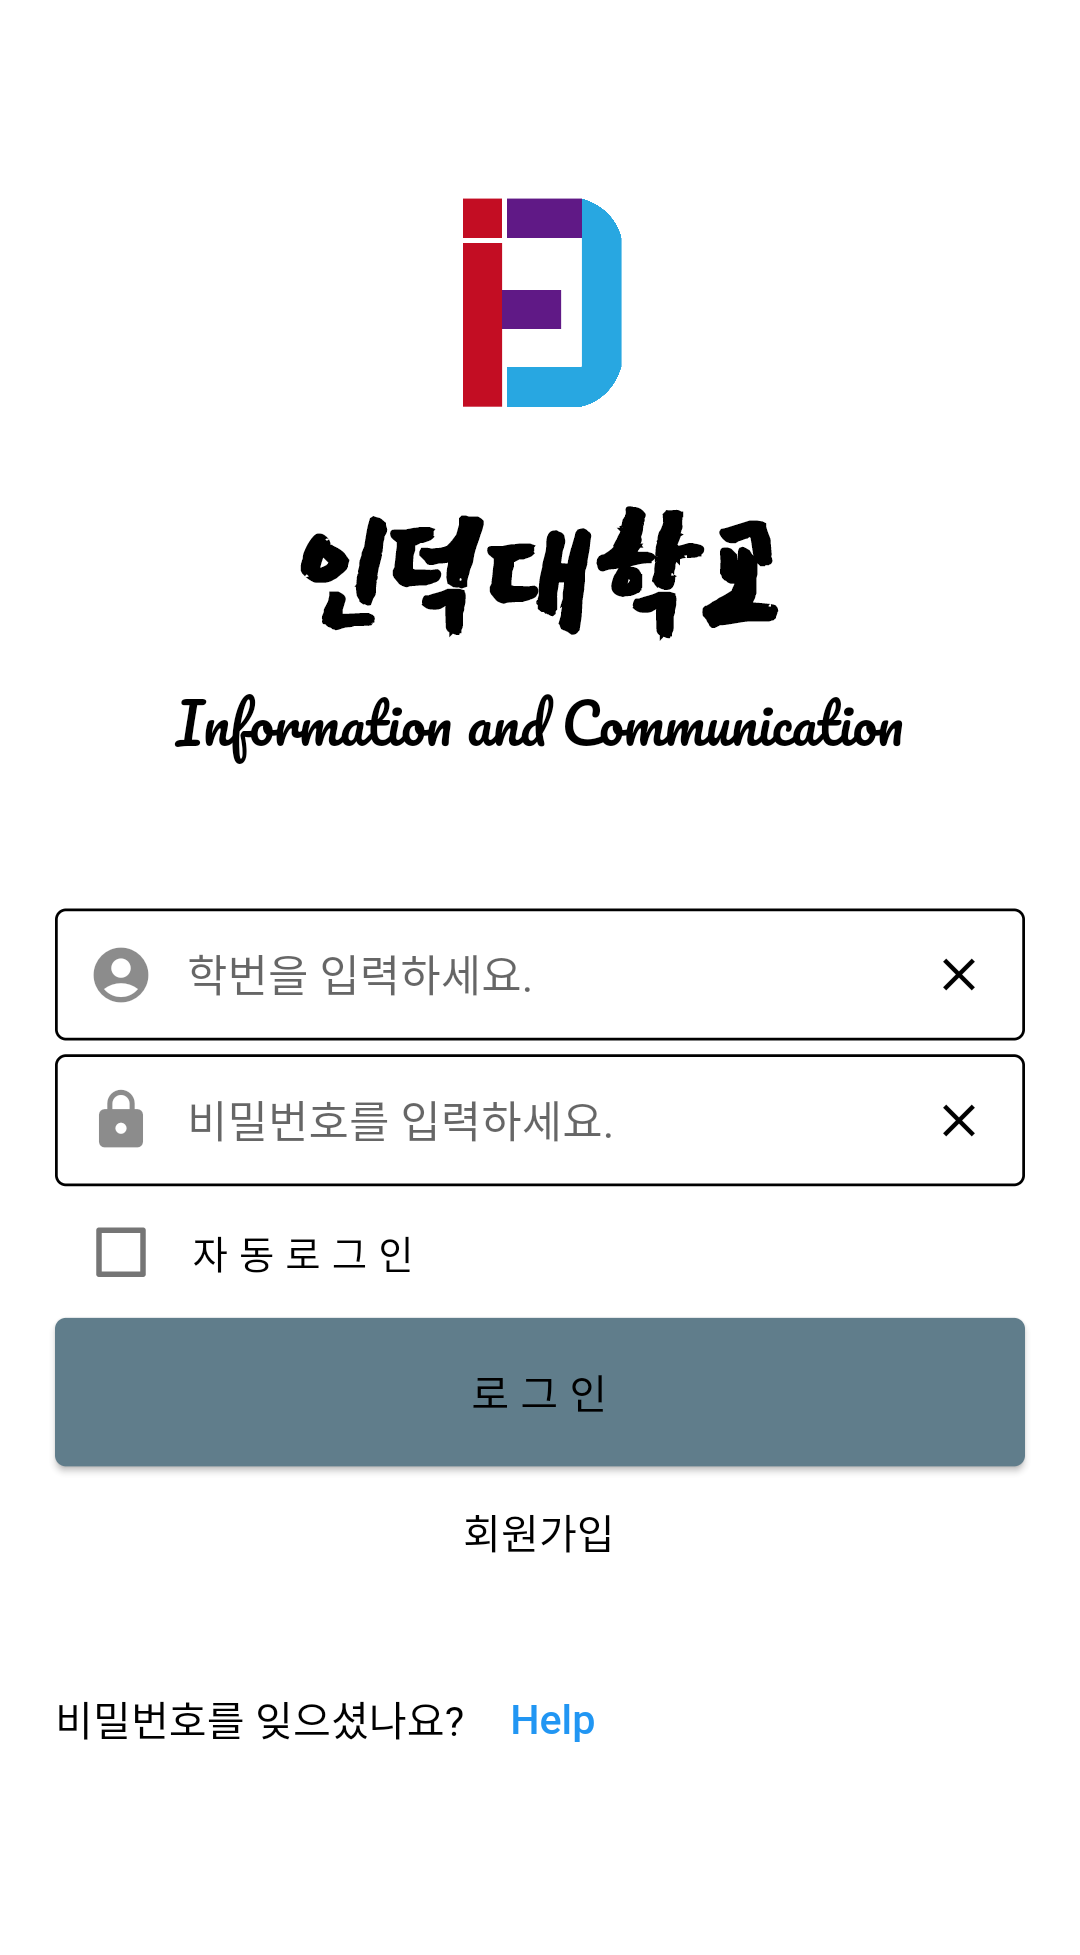 인덕대학교
Information and Communication
학번을 입력하세요.
비밀번호를 입력하세요.
자 동 로 그 인
로 그 인
회원가입
비밀번호를 잊으셨나요? Help